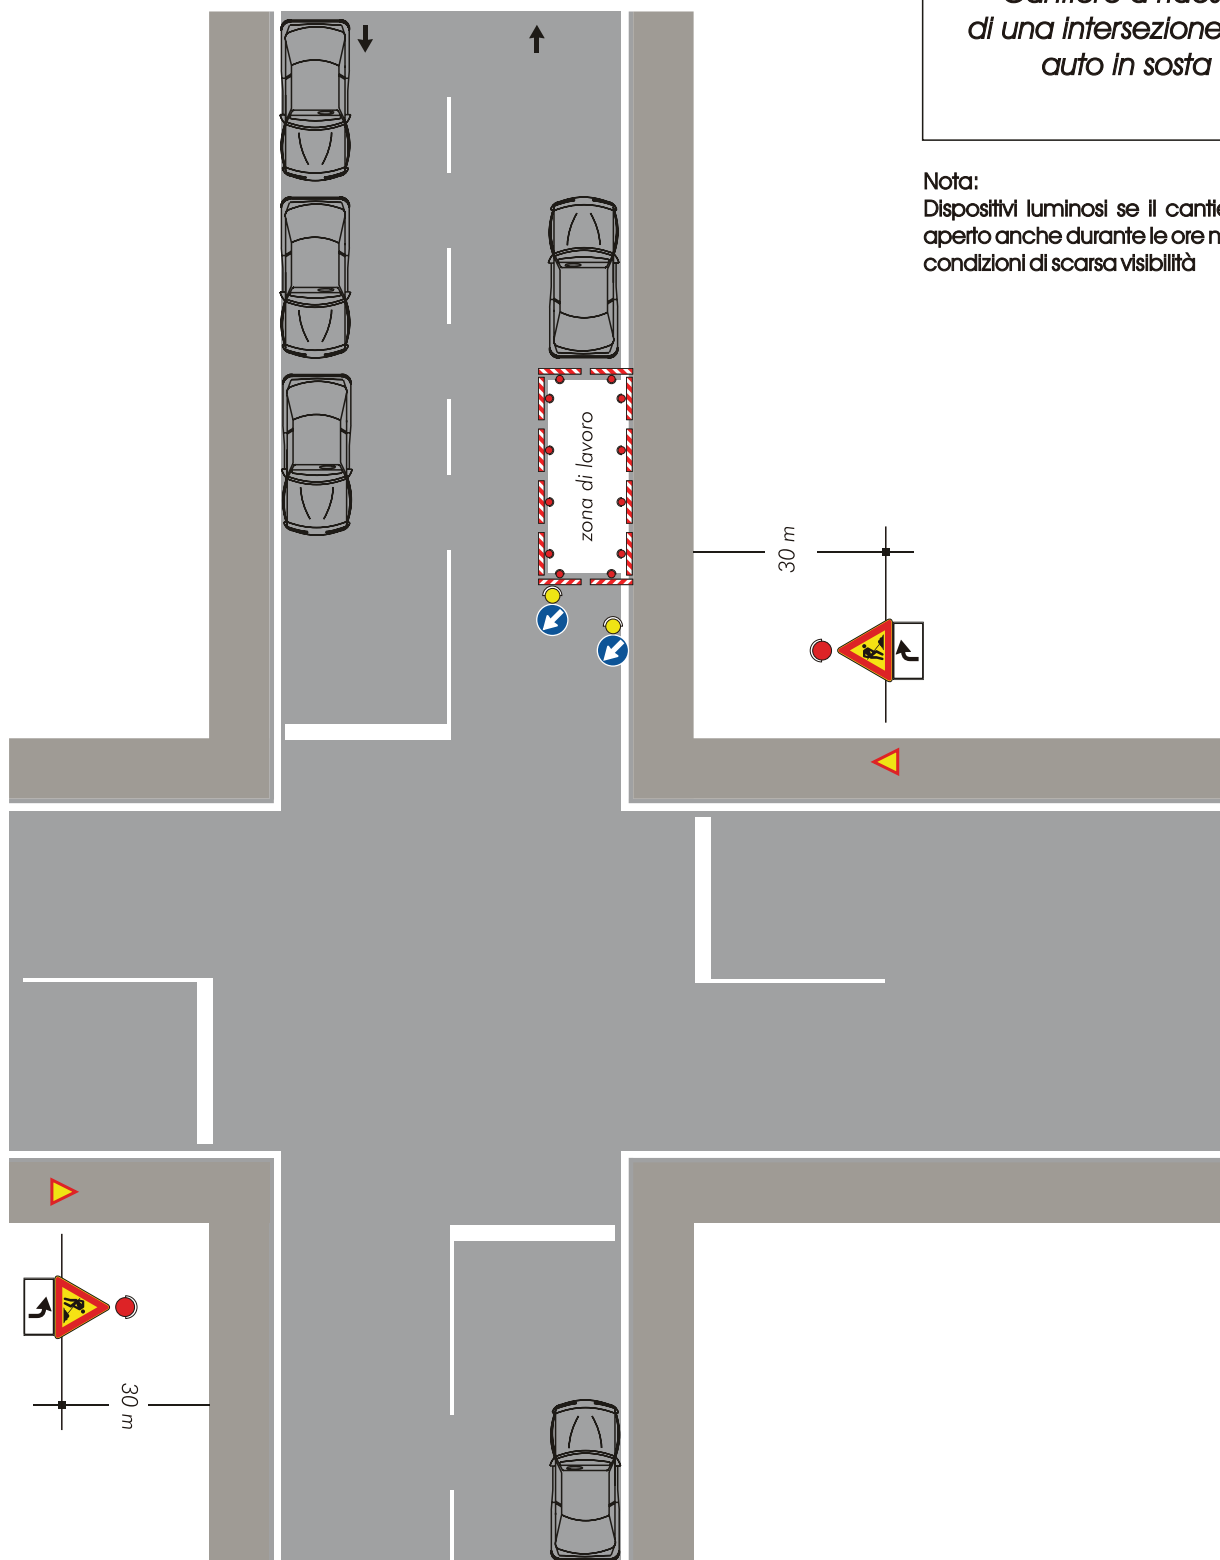 di una intersezione
auto in sosta
Nota:
Dispositivi luminosi se il
aperto anche durante le ore
condizioni di scarsa visibilità
zona di lavoro
30 m
30 m